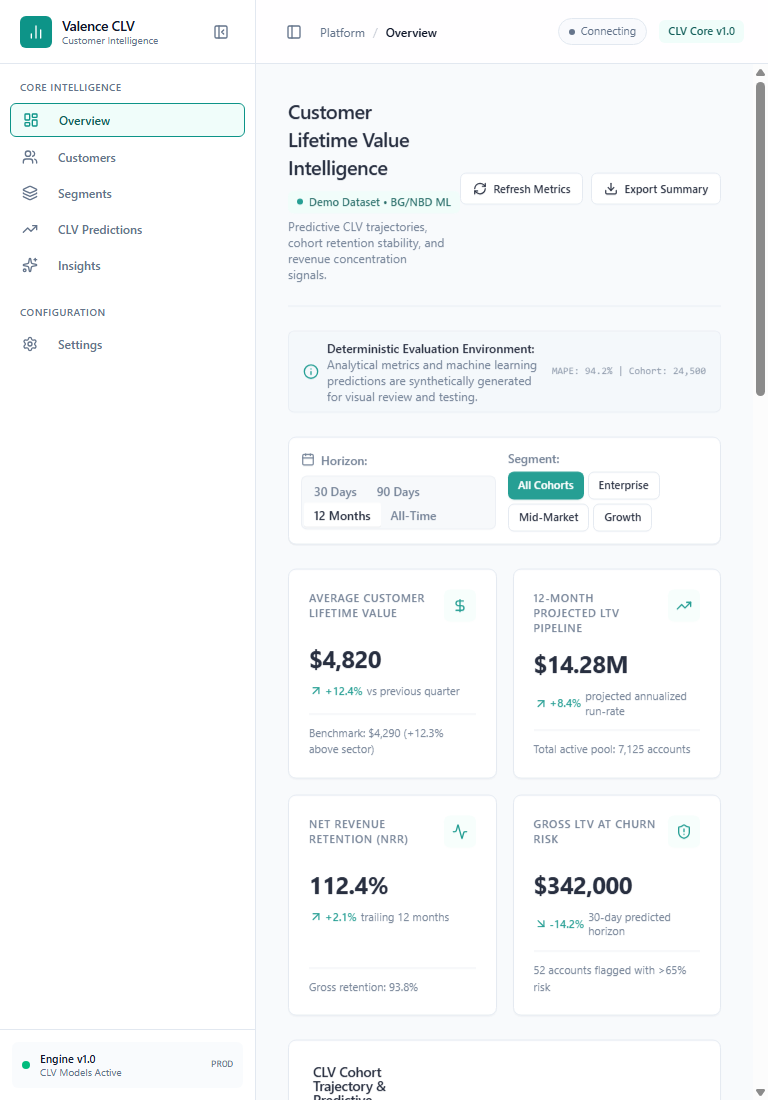 Valence CLV
Customer Intelligence
CORE INTELLIGENCE
Overview
Customers
Segments
CLV Predictions
Insights
CONFIGURATION
Settings
Engine v1.0
CLV Models Active
PROD
Platform / Overview
Connecting
CLV Core v1.0
Customer
Lifetime Value
Intelligence
Demo Dataset • BG/NBD ML
Predictive CLV trajectories,
cohort retention stability, and
revenue concentration
signals.
Refresh Metrics
Export Summary
Deterministic Evaluation Environment:
Analytical metrics and machine learning
predictions are synthetically generated
for visual review and testing.
MAPE: 94.2% | Cohort: 24,500
Horizon:
30 Days 90 Days
12 Months All-Time
Segment:
All Cohorts Enterprise
Mid-Market Growth
AVERAGE CUSTOMER
LIFETIME VALUE
$4,820
+12.4% vs previous quarter
Benchmark: $4,290 (+12.3%
above sector)
12-MONTH
PROJECTED LTV
PIPELINE
$14.28M
+8.4% projected annualized
run-rate
Total active pool: 7,125 accounts
NET REVENUE
RETENTION (NRR)
112.4%
+2.1% trailing 12 months
Gross retention: 93.8%
GROSS LTV AT CHURN
RISK
$342,000
-14.2% 30-day predicted
horizon
52 accounts flagged with >65%
risk
CLV Cohort
Trajectory &
Predictive